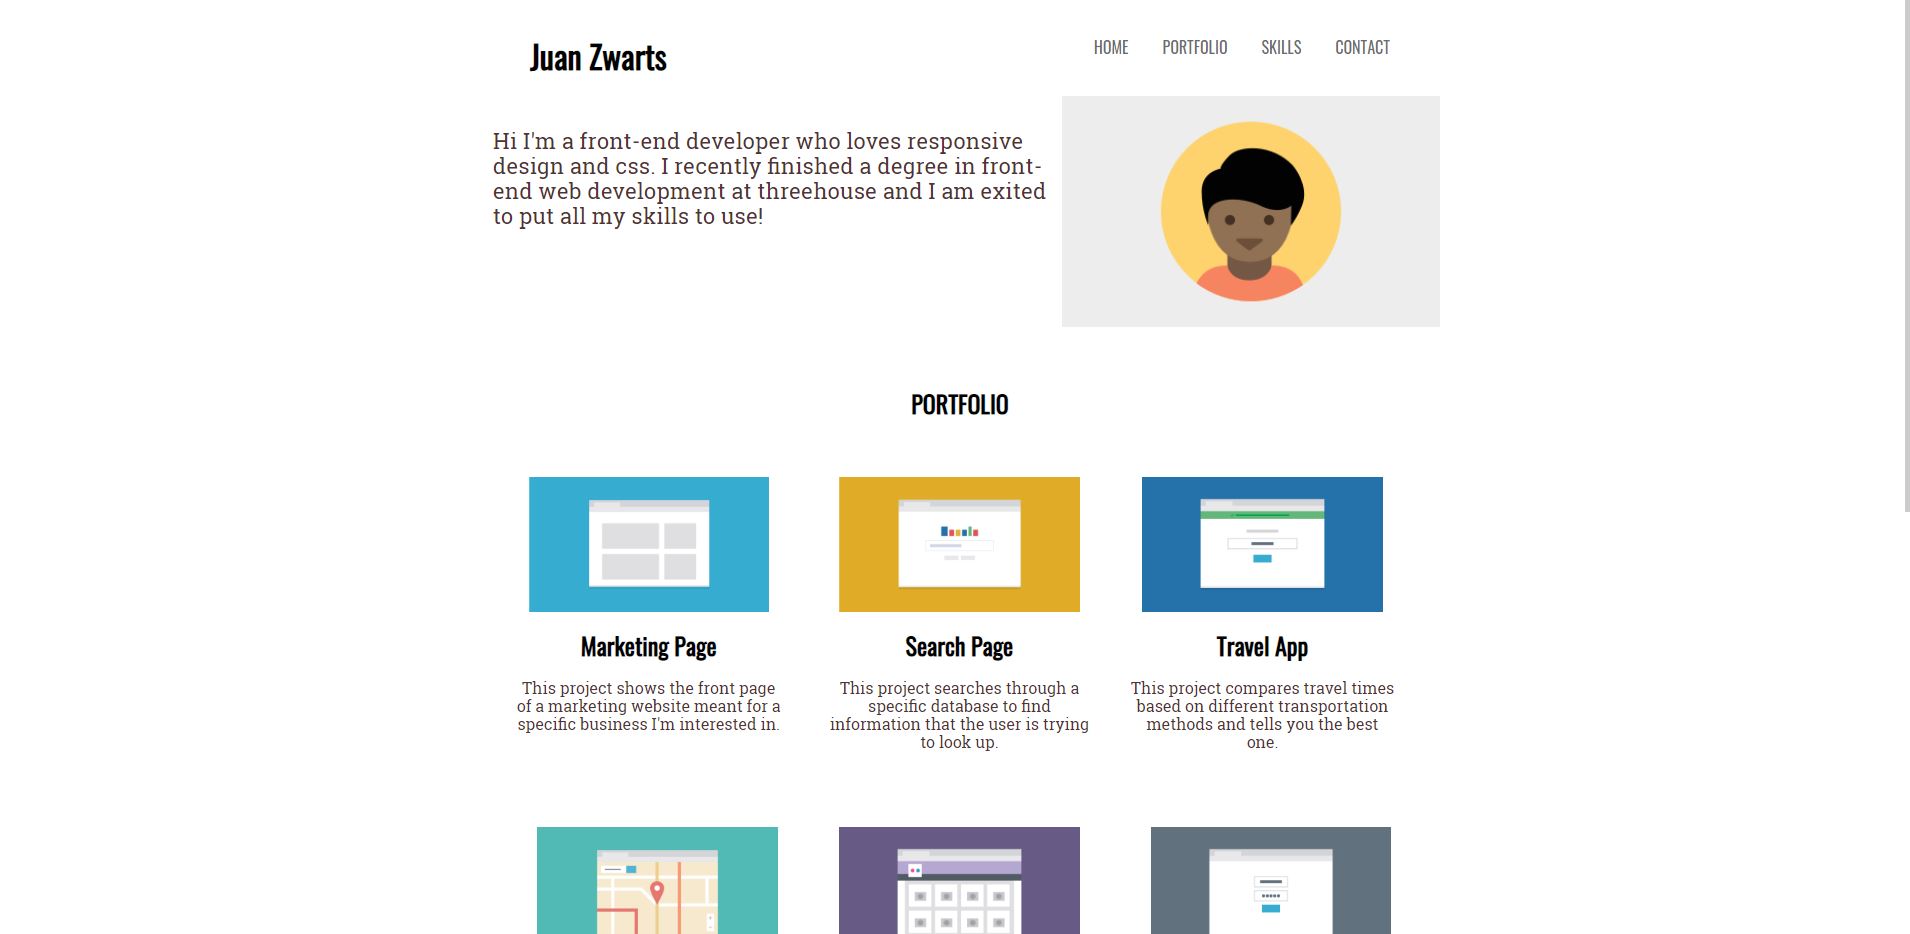 Juan Zwarts
HOME PORTFOLIO SKILLS CONTACT
Hi I'm a front-end developer who loves responsive
design and css. I recently finished a degree in front-
end web development at threehouse and I am exited
to put all my skills to use!
PORTFOLIO
Marketing Page
This project shows the front page
of a marketing website meant for a
specific business I'm interested in.
Search Page
This project searches through a
specific database to find
information that the user is trying
to look up.
Travel App
This project compares travel times
based on different transportation
methods and tells you the best
one.